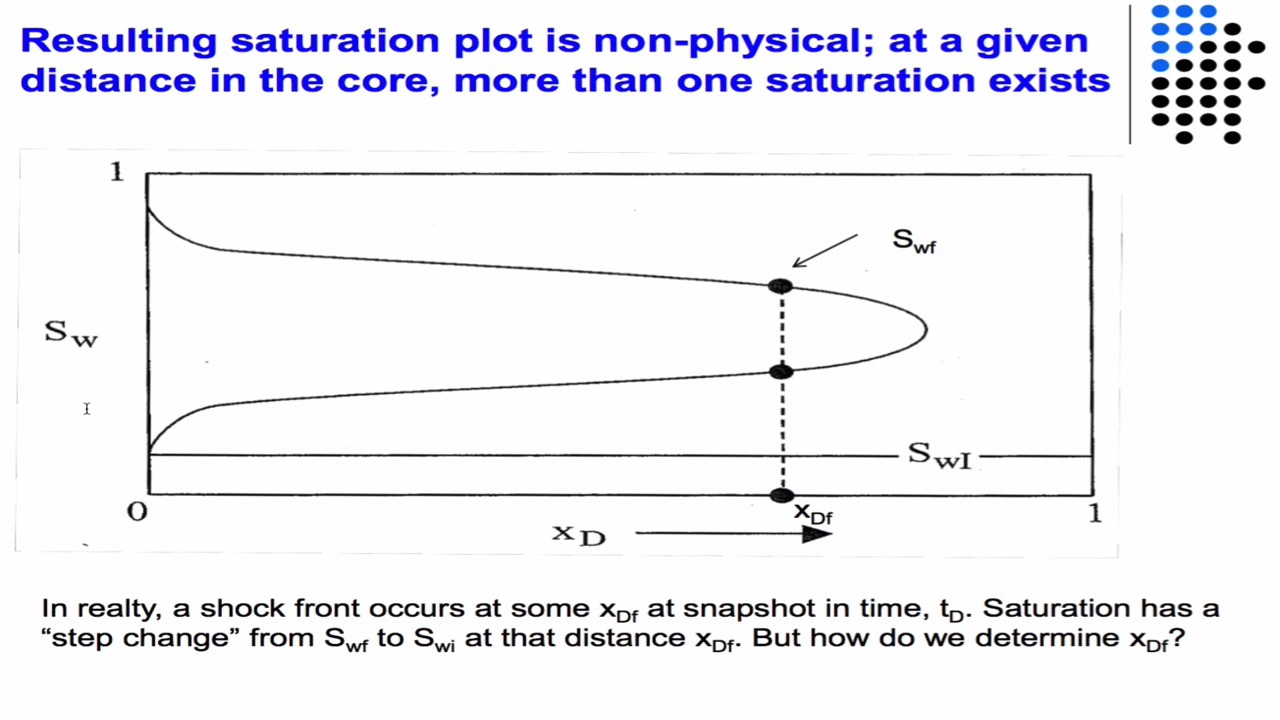 Resulting saturation plot is non-physical; at a given
distance in the core, more than one saturation exists
1
Swf
Sw
SwI
0
xDf
1
xD
In realty, a shock front occurs at some xDf at snapshot in time, tD. Saturation has a
“step change” from Swf to Swi at that distance xDf. But how do we determine xDf?